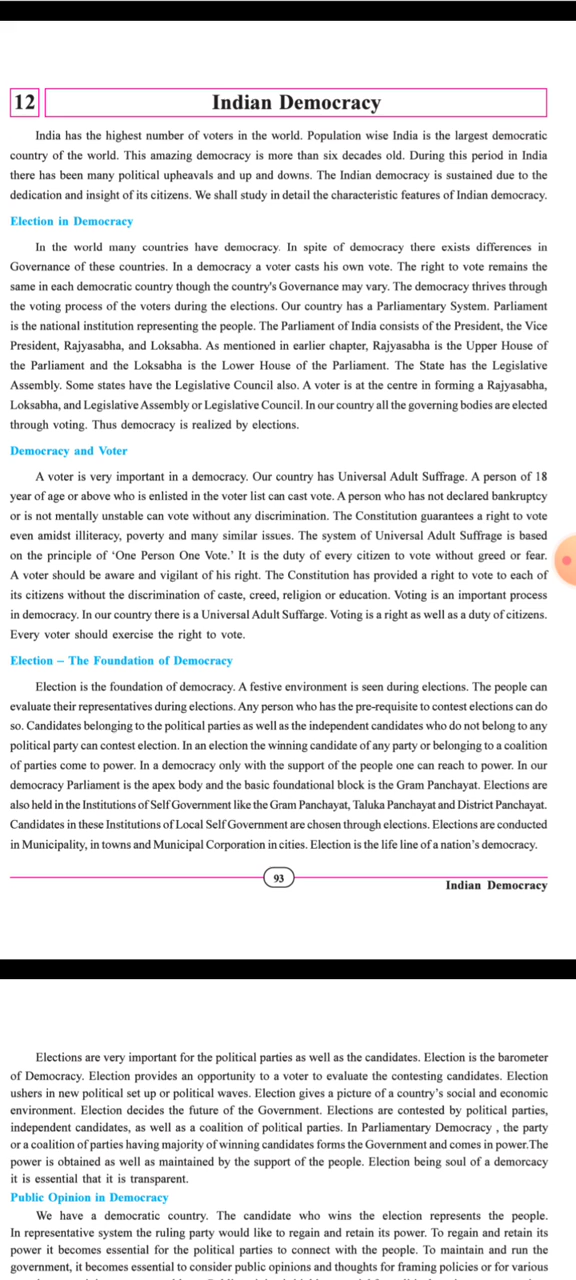 12
Indian Democracy
India has the highest number of voters in the world. Population wise India is the largest democratic
country of the world. This amazing democracy is more than six decades old. During this period in India
there has been many political upheavals and up and downs. The Indian democracy is sustained due to the
dedication and insight of its citizens. We shall study in detail the characteristic features of Indian democracy.
Election in Democracy
In the world many countries have democracy. In spite of democracy there exists differences in
Governance of these countries. In a democracy a voter casts his own vote. The right to vote remains the
same in each democratic country though the country's Governance may vary. The democracy thrives through
the voting process of the voters during the elections. Our country has a Parliamentary System. Parliament
is the national institution representing the people. The Parliament of India consists of the President, the Vice
President, Rajyasabha, and Loksabha. As mentioned in earlier chapter, Rajyasabha is the Upper House of
the Parliament and the Loksabha is the Lower House of the Parliament. The State has the Legislative
Assembly. Some states have the Legislative Council also. A voter is at the centre in forming a Rajyasabha,
Loksabha, and Legislative Assembly or Legislative Council. In our country all the governing bodies are elected
through voting. Thus democracy is realized by elections.
Democracy and Voter
A voter is very important in a democracy. Our country has Universal Adult Suffrage. A person of 18
year of age or above who is enlisted in the voter list can cast vote. A person who has not declared bankruptcy
or is not mentally unstable can vote without any discrimination. The Constitution guarantees a right to vote
even amidst illiteracy, poverty and many similar issues. The system of Universal Adult Suffrage is based
on the principle of ‘One Person One Vote.’ It is the duty of every citizen to vote without greed or fear.
A voter should be aware and vigilant of his right. The Constitution has provided a right to vote to each of
its citizens without the discrimination of caste, creed, religion or education. Voting is an important process
in democracy. In our country there is a Universal Adult Suffarge. Voting is a right as well as a duty of citizens.
Every voter should exercise the right to vote.
Election – The Foundation of Democracy
Election is the foundation of democracy. A festive environment is seen during elections. The people can
evaluate their representatives during elections. Any person who has the pre-requisite to contest elections can do
so. Candidates belonging to the political parties as well as the independent candidates who do not belong to any
political party can contest election. In an election the winning candidate of any party or belonging to a coalition
of parties come to power. In a democracy only with the support of the people one can reach to power. In our
democracy Parliament is the apex body and the basic foundational block is the Gram Panchayat. Elections are
also held in the Institutions of Self Government like the Gram Panchayat, Taluka Panchayat and District Panchayat.
Candidates in these Institutions of Local Self Government are chosen through elections. Elections are conducted
in Municipality, in towns and Municipal Corporation in cities. Election is the life line of a nation’s democracy.
93
Indian Democracy
Elections are very important for the political parties as well as the candidates. Election is the barometer
of Democracy. Election provides an opportunity to a voter to evaluate the contesting candidates. Election
ushers in new political set up or political waves. Election gives a picture of a country’s social and economic
environment. Election decides the future of the Government. Elections are contested by political parties,
independent candidates, as well as a coalition of political parties. In Parliamentary Democracy , the party
or a coalition of parties having majority of winning candidates forms the Government and comes in power.The
power is obtained as well as maintained by the support of the people. Election being soul of a demorcacy
it is essential that it is transparent.
Public Opinion in Democracy
We have a democratic country. The candidate who wins the election represents the people.
In representative system the ruling party would like to regain and retain its power. To regain and retain its
power it becomes essential for the political parties to connect with the people. To maintain and run the
government, it becomes essential to consider public opinions and thoughts for framing policies or for various